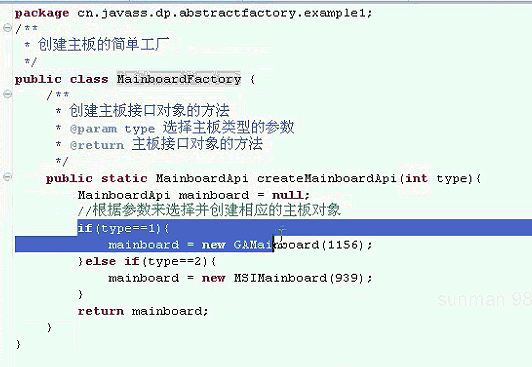 package cn.javass.dp.abstractfactory.example1;
/**
 * 创建主板的简单工厂
 */
public class MainboardFactory {
    /**
     * 创建主板接口对象的方法
     * @param type 选择主板类型的参数
     * @return 主板接口对象的方法
     */
    public static MainboardApi createMainboardApi(int type){
        MainboardApi mainboard = null;
        //根据参数来选择并创建相应的主板对象
        if(type==1){
            mainboard = new GAMainboard(1156);
        }else if(type==2){
            mainboard = new MSIMainboard(939);
        }
        return mainboard;
    }
}
sunman 98